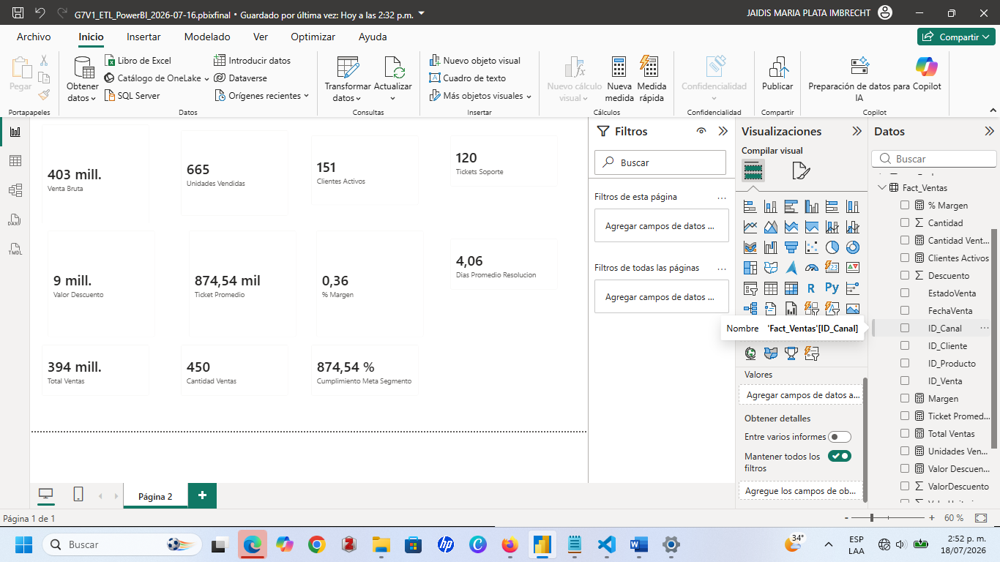 G7V1_ETL_PowerBI_2026-07-16.pbixfinal • Guardado por última vez: Hoy a las 2:32 p.m.
JAIDIS MARIA PLATA IMBRECHT
Archivo Inicio Insertar Modelado Ver Optimizar Ayuda
Compartir
Pegar
Portapapeles
Obtener datos
Libro de Excel
Catálogo de OneLake
SQL Server
Introducir datos
Dataverse
Orígenes recientes
Datos
Transformar datos
Actualizar
Consultas
Nuevo objeto visual
Cuadro de texto
Más objetos visuales
Insertar
Nuevo cálculo visual
Nueva medida
Medida rápida
Cálculos
Confidencialidad
Confidencialidad
Publicar
Compartir
Preparación de datos para IA
Copilot
Copilot
DAX
TMDL
403 mill.
Venta Bruta
665
Unidades Vendidas
151
Clientes Activos
120
Tickets Soporte
9 mill.
Valor Descuento
874,54 mil
Ticket Promedio
0,36
% Margen
4,06
Dias Promedio Resolucion
394 mill.
Total Ventas
450
Cantidad Ventas
874,54 %
Cumplimiento Meta Segmento
Filtros
Buscar
Filtros de esta página ...
Agregar campos de datos ...
Filtros de todas las páginas ...
Agregar campos de datos ...
Visualizaciones
Compilar visual
123
R
Py
Nombre 'Fact_Ventas'[ID_Canal]
Valores
Agregar campos de datos a...
Obtener detalles
Entre varios informes
Mantener todos los filtros
Agregue los campos de ob...
Datos
Buscar
Fact_Ventas
% Margen
Cantidad
Cantidad Vent...
Clientes Activos
Descuento
EstadoVenta
FechaVenta
ID_Canal ...
ID_Cliente
ID_Producto
ID_Venta
Margen
Ticket Promed...
Total Ventas
Unidades Ven...
Valor Descuen...
ValorDescuento
Página 2
+
Página 1 de 1
- + 60 %
Buscar
34°
ESP
LAA
2:52 p. m.
18/07/2026